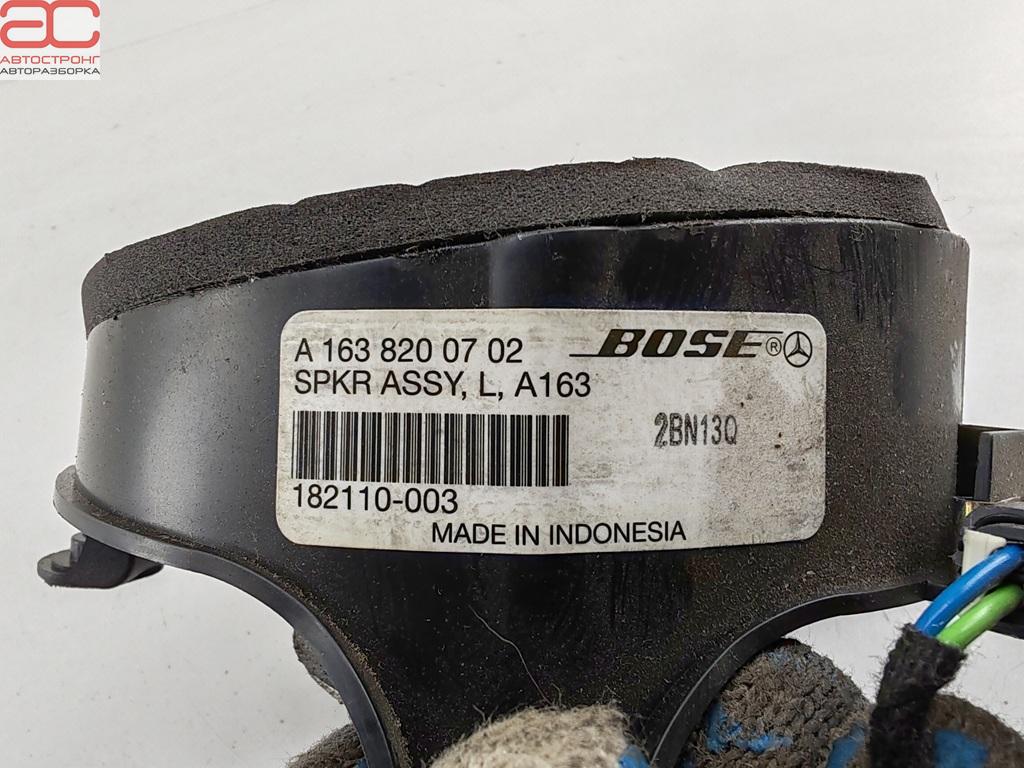 АС
АВТОСТРОНГ
АВТОРАЗБОРКА
A 163 820 07 02 BOSE®
SPKR ASSY, L, A163
2BN13Q
182110-003
MADE IN INDONESIA